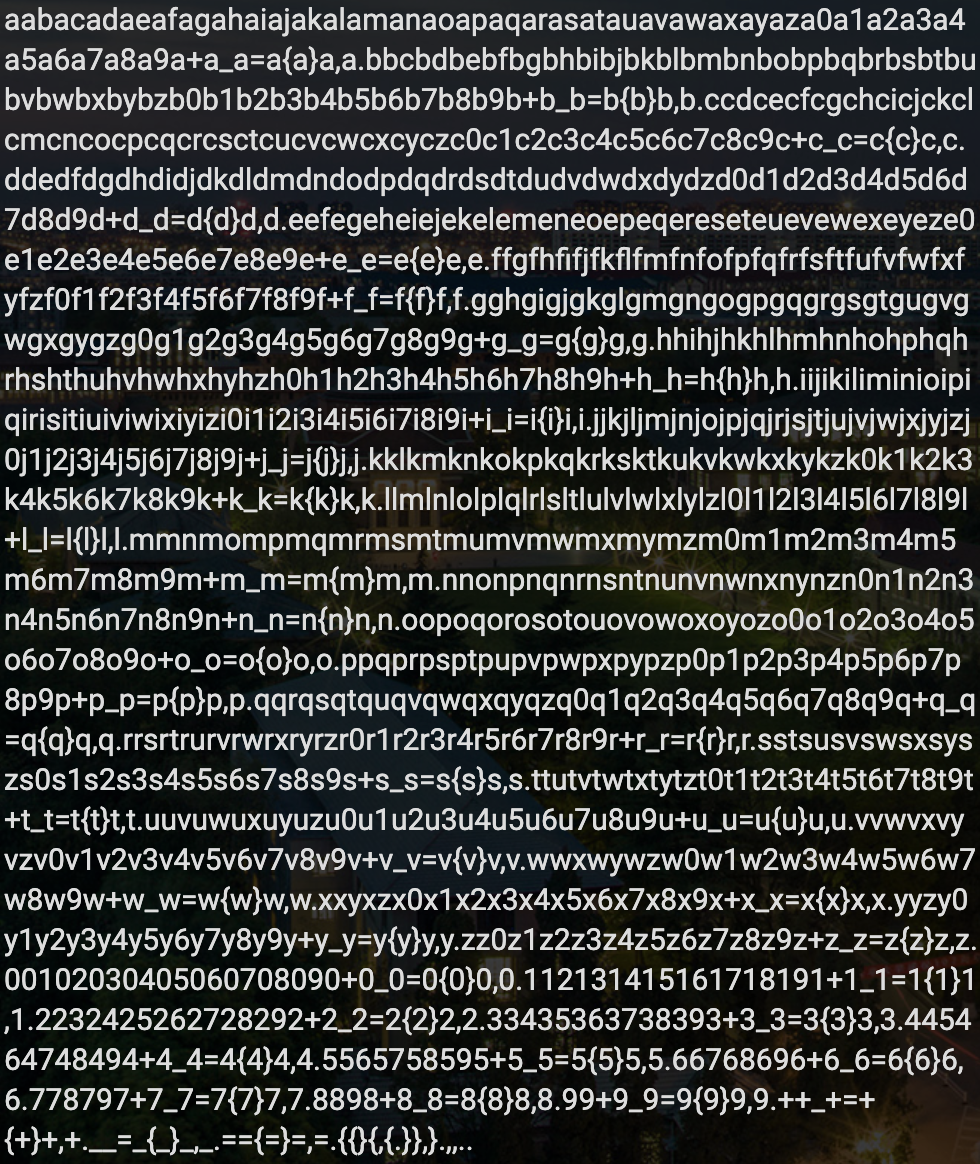 aabacadaeafagahaiajakalamanaoapaqarasatauavawaxayaza0a1a2a3a4
a5a6a7a8a9a+a_a=a{a}a,a.bbcbdbebfbgbhbibjbkblbmbnbobpbqbrbsbtbu
bvbwbxbybzb0b1b2b3b4b5b6b7b8b9b+b_b=b{b}b,b.ccdcecfcgchcicjckcl
cmcncocpcqcrcsctcucvcwcxcyczc0c1c2c3c4c5c6c7c8c9c+c_c=c{c}c,c.
ddedfdgdhdidjdkdldmdndodpdqdrdsdtdudvdwdxdydzd0d1d2d3d4d5d6d
7d8d9d+d_d=d{d}d,d.eefegeheiejekelemeneoepeqereseteuevewexeyeze0
e1e2e3e4e5e6e7e8e9e+e_e=e{e}e,e.ffgfhfifjfkflfmfnfofpfqfrfsftfufvfwfxf
yfzf0f1f2f3f4f5f6f7f8f9f+f_f=f{f}f,f.gghgigjgkglgmgngogpgqgrgsgtgugvg
wgxgygzg0g1g2g3g4g5g6g7g8g9g+g_g=g{g}g,g.hhihjhkhlhmhnhohphqh
rhshthuhvhwhxhyhzh0h1h2h3h4h5h6h7h8h9h+h_h=h{h}h,h.iijikiliminioipi
qirisitiuiviwixiyizi0i1i2i3i4i5i6i7i8i9i+i_i=i{i}i,i.jjkjljmjnjojpjqjrjsjtjujvjwjxjyjzj
0j1j2j3j4j5j6j7j8j9j+j_j=j{j}j,j.kklkmknkokpkqkrksktkukvkwkxkykzk0k1k2k3
k4k5k6k7k8k9k+k_k=k{k}k,k.llmlnlolplqlrlsltlulvlwlxlylzl0l1l2l3l4l5l6l7l8l9l
+l_l=l{l}l,l.mmnmompmqmrmsmtmumvmwmxmymzm0m1m2m3m4m5
m6m7m8m9m+m_m=m{m}m,m.nnonpnqnrnsntnunvnwnxnynzn0n1n2n3
n4n5n6n7n8n9n+n_n=n{n}n,n.oopoqorosotouovowoxoyozo0o1o2o3o4o5
o6o7o8o9o+o_o=o{o}o,o.ppqprpsptpupvpwpxpypzp0p1p2p3p4p5p6p7p
8p9p+p_p=p{p}p,p.qqrqsqtquqvqwqxqyqzq0q1q2q3q4q5q6q7q8q9q+q_q
=q{q}q,q.rrsrtrurvrwrxryrzr0r1r2r3r4r5r6r7r8r9r+r_r=r{r}r,r.sstsusvswsxsys
zs0s1s2s3s4s5s6s7s8s9s+s_s=s{s}s,s.ttutvtwtxtytzt0t1t2t3t4t5t6t7t8t9t
+t_t=t{t}t,t.uuvuwuxuyuzu0u1u2u3u4u5u6u7u8u9u+u_u=u{u}u,u.vvwvxvy
vzv0v1v2v3v4v5v6v7v8v9v+v_v=v{v}v,v.wwxwywzw0w1w2w3w4w5w6w7
w8w9w+w_w=w{w}w,w.xxyxzx0x1x2x3x4x5x6x7x8x9x+x_x=x{x}x,x.yyzy0
y1y2y3y4y5y6y7y8y9y+y_y=y{y}y,y.zz0z1z2z3z4z5z6z7z8z9z+z_z=z{z}z,z.
00102030405060708090+0_0=0{0}0,0.112131415161718191+1_1=1{1}1
,1.2232425262728292+2_2=2{2}2,2.33435363738393+3_3=3{3}3,3.4454
64748494+4_4=4{4}4,4.5565758595+5_5=5{5}5,5.66768696+6_6=6{6}6,
6.778797+7_7=7{7}7,7.8898+8_8=8{8}8,8.99+9_9=9{9}9,9.++_+=+
{+}+,+.__=_{_}_,_.=={=}=,=.{{}{,{.}},}.,,..